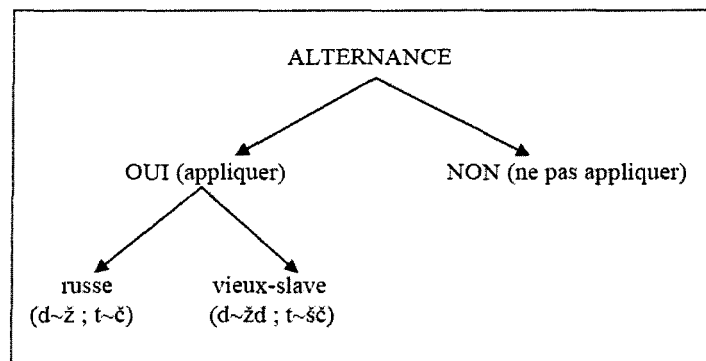 ALTERNANCE
OUI (appliquer) NON (ne pas appliquer)
russe vieux-slave
(d~ž ; t~č) (d~žd ; t~šč)